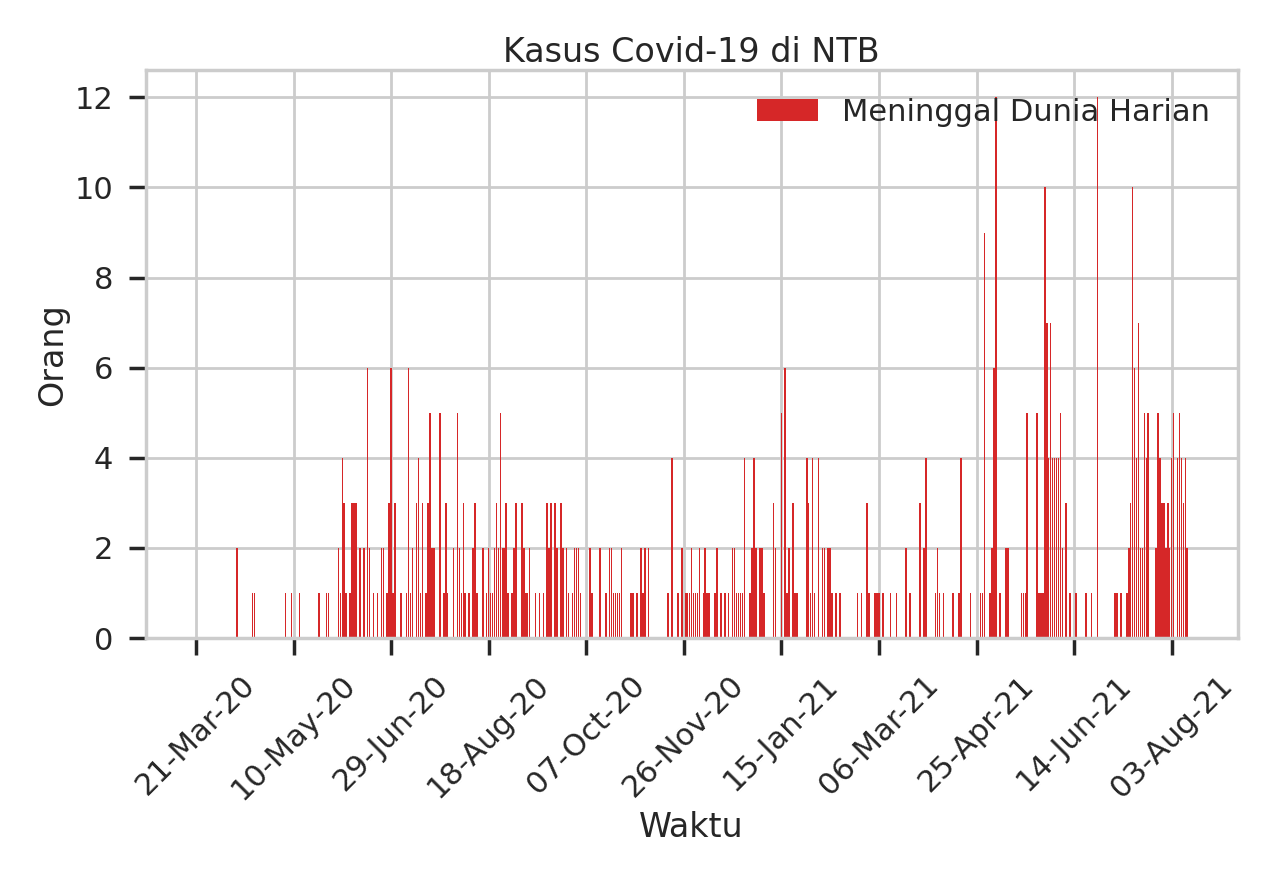 Kasus Covid-19 di NTB
Meninggal Dunia Harian
12
10
8
6
4
2
0
Orang
21-Mar-20
10-May-20
29-Jun-20
18-Aug-20
07-Oct-20
26-Nov-20
15-Jan-21
06-Mar-21
25-Apr-21
14-Jun-21
03-Aug-21
Waktu